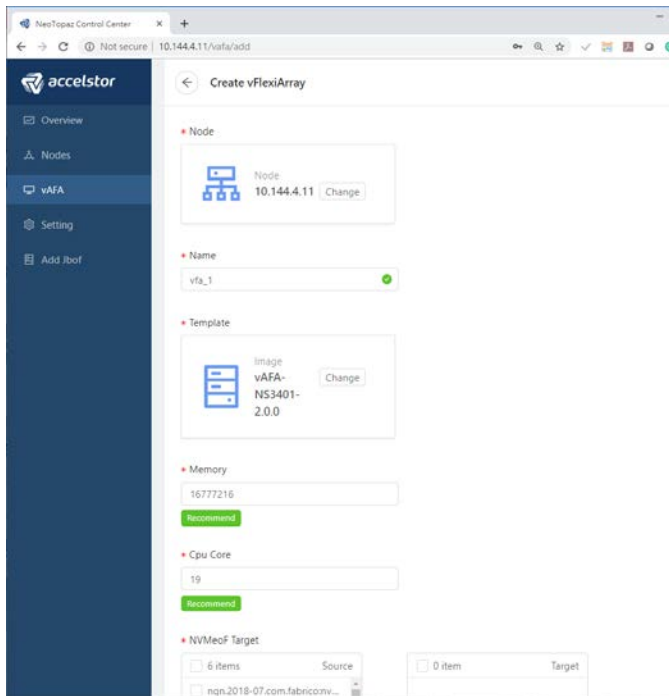 NeoTopaz Control Center
Not secure | 10.144.4.11/vafa/add
accelstor
Create vFlexiArray
Overview
Nodes
vAFA
Setting
Add Jbof
* Node
Node
10.144.4.11 Change
* Name
vfa_1
* Template
Image
vAFA-
NS3401-
2.0.0
Change
* Memory
16777216
Recommend
* Cpu Core
19
Recommend
* NVMeoF Target
6 items Source
0 item Target
nqn.2018-07.com.fabrico:nv...